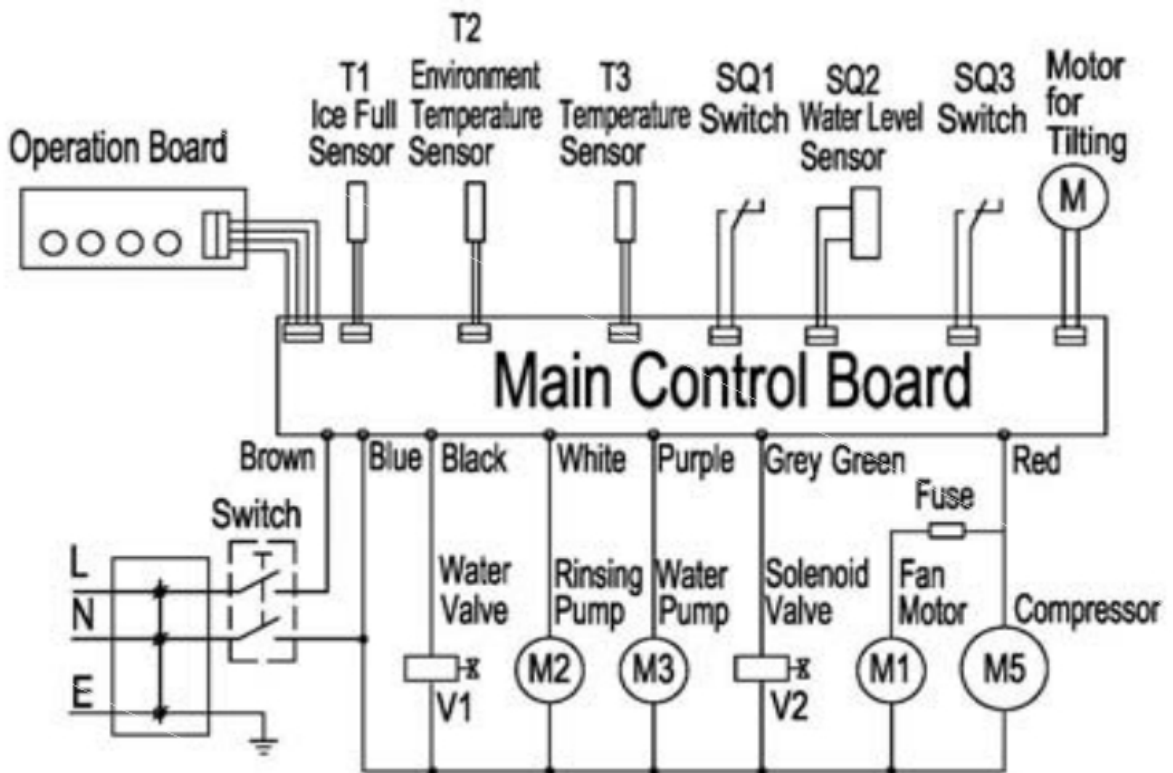 T2
Environment
Temperature
Sensor
T1
Ice Full
Sensor
T3
Temperature
Sensor
SQ1
Switch
SQ2
Water Level
Sensor
SQ3
Switch
Motor
for
Tilting
M
Operation Board
Main Control Board
Brown
Blue
Black
White
Purple
Grey Green
Red
Switch
Fuse
L
N
E
Water
Valve
V1
Rinsing
Pump
M2
Water
Pump
M3
Solenoid
Valve
V2
Fan
Motor
M1
Compressor
M5